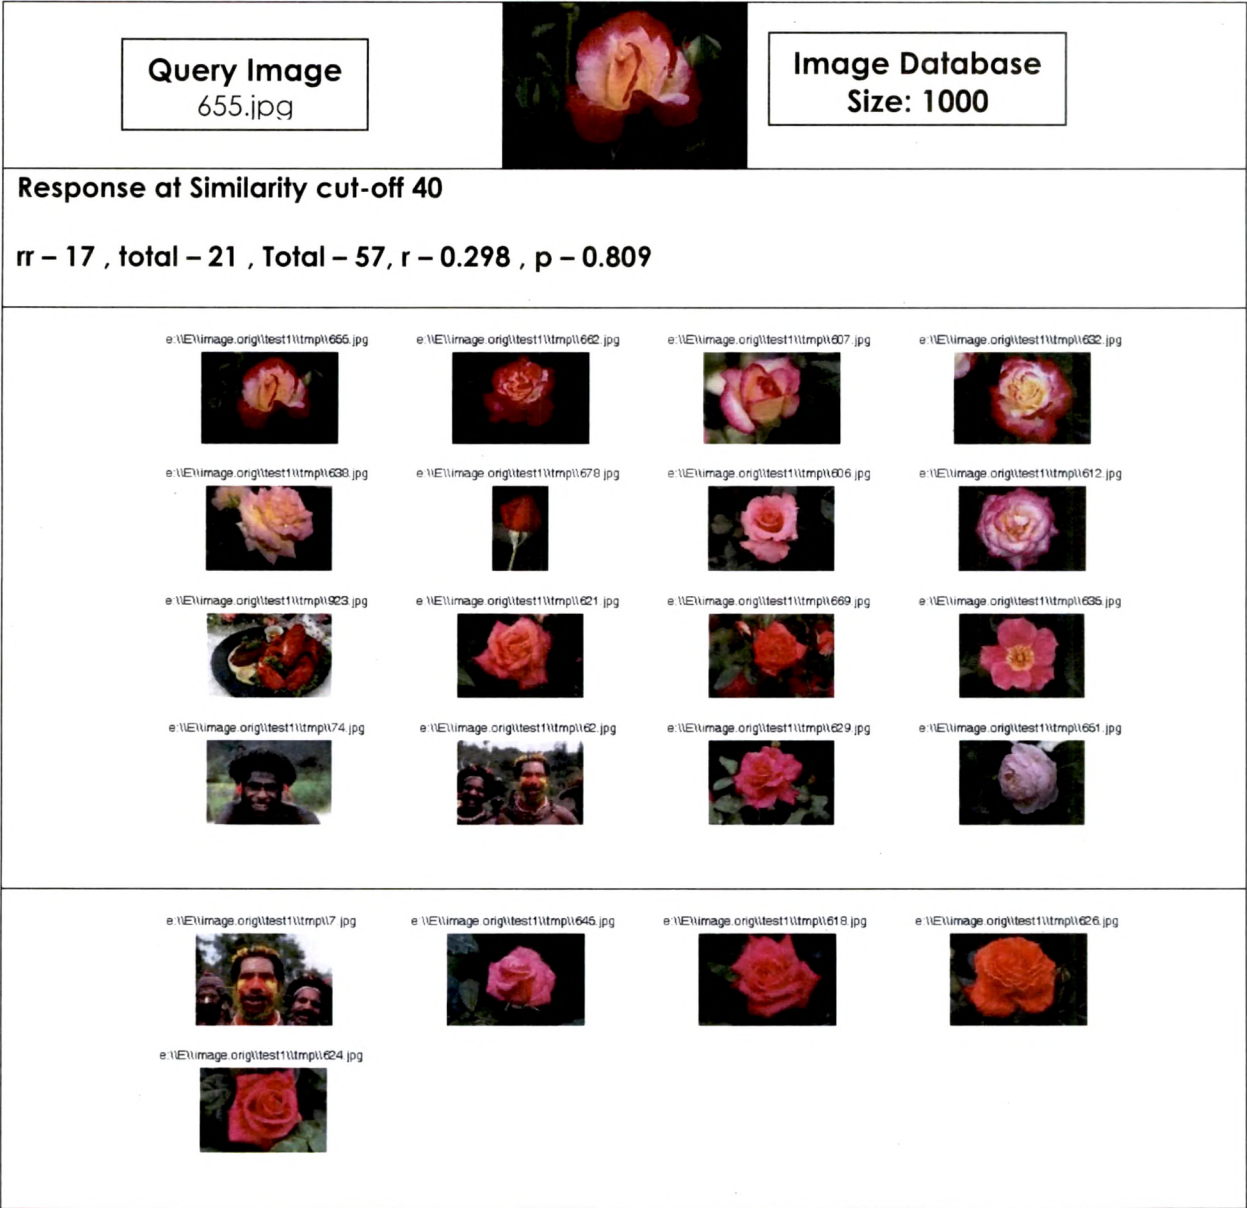 Query Image
655.jpg
Image Database
Size: 1000
Response at Similarity cut-off 40
rr – 17 , total – 21 , Total – 57, r – 0.298 , p – 0.809
e:\\E\\image.orig\\test1\\tmp\\655.jpg
e:\\E\\image.orig\\test1\\tmp\\662.jpg
e:\\E\\image.orig\\test1\\tmp\\607.jpg
e:\\E\\image.orig\\test1\\tmp\\632.jpg
e:\\E\\image.orig\\test1\\tmp\\638.jpg
e:\\E\\image.orig\\test1\\tmp\\678.jpg
e:\\E\\image.orig\\test1\\tmp\\606.jpg
e:\\E\\image.orig\\test1\\tmp\\612.jpg
e:\\E\\image.orig\\test1\\tmp\\923.jpg
e:\\E\\image.orig\\test1\\tmp\\621.jpg
e:\\E\\image.orig\\test1\\tmp\\669.jpg
e:\\E\\image.orig\\test1\\tmp\\635.jpg
e:\\E\\image.orig\\test1\\tmp\\74.jpg
e:\\E\\image.orig\\test1\\tmp\\62.jpg
e:\\E\\image.orig\\test1\\tmp\\629.jpg
e:\\E\\image.orig\\test1\\tmp\\651.jpg
e:\\E\\image.orig\\test1\\tmp\\7.jpg
e:\\E\\image.orig\\test1\\tmp\\645.jpg
e:\\E\\image.orig\\test1\\tmp\\618.jpg
e:\\E\\image.orig\\test1\\tmp\\626.jpg
e:\\E\\image.orig\\test1\\tmp\\624.jpg